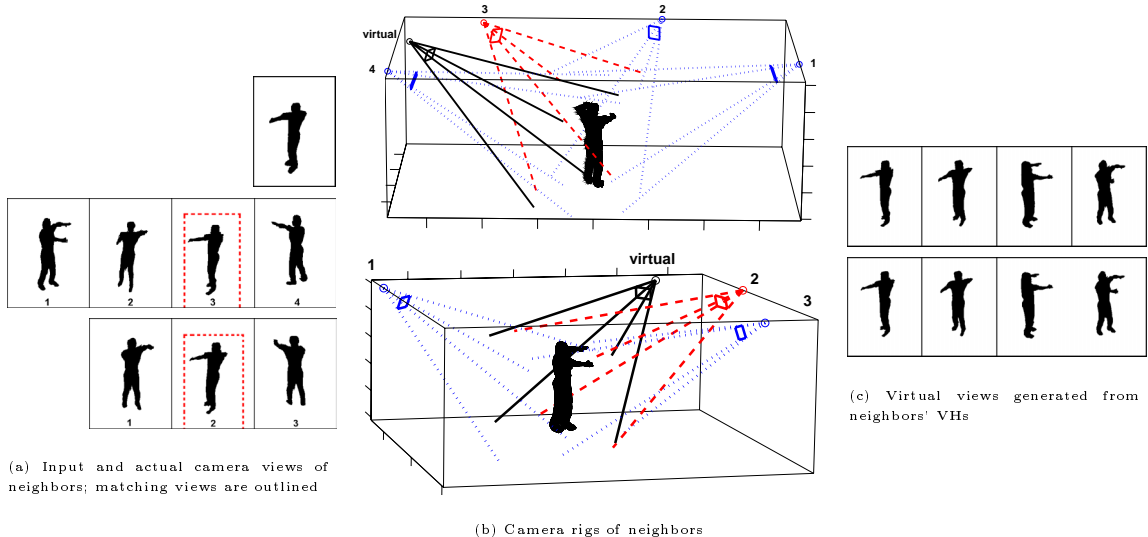 1 2 3 4
1 2 3
(a) Input and actual camera views of
neighbors; matching views are outlined
3
2
virtual
4
1
1
virtual
2
3
(b) Camera rigs of neighbors
(c) Virtual views generated from
neighbors' VHs